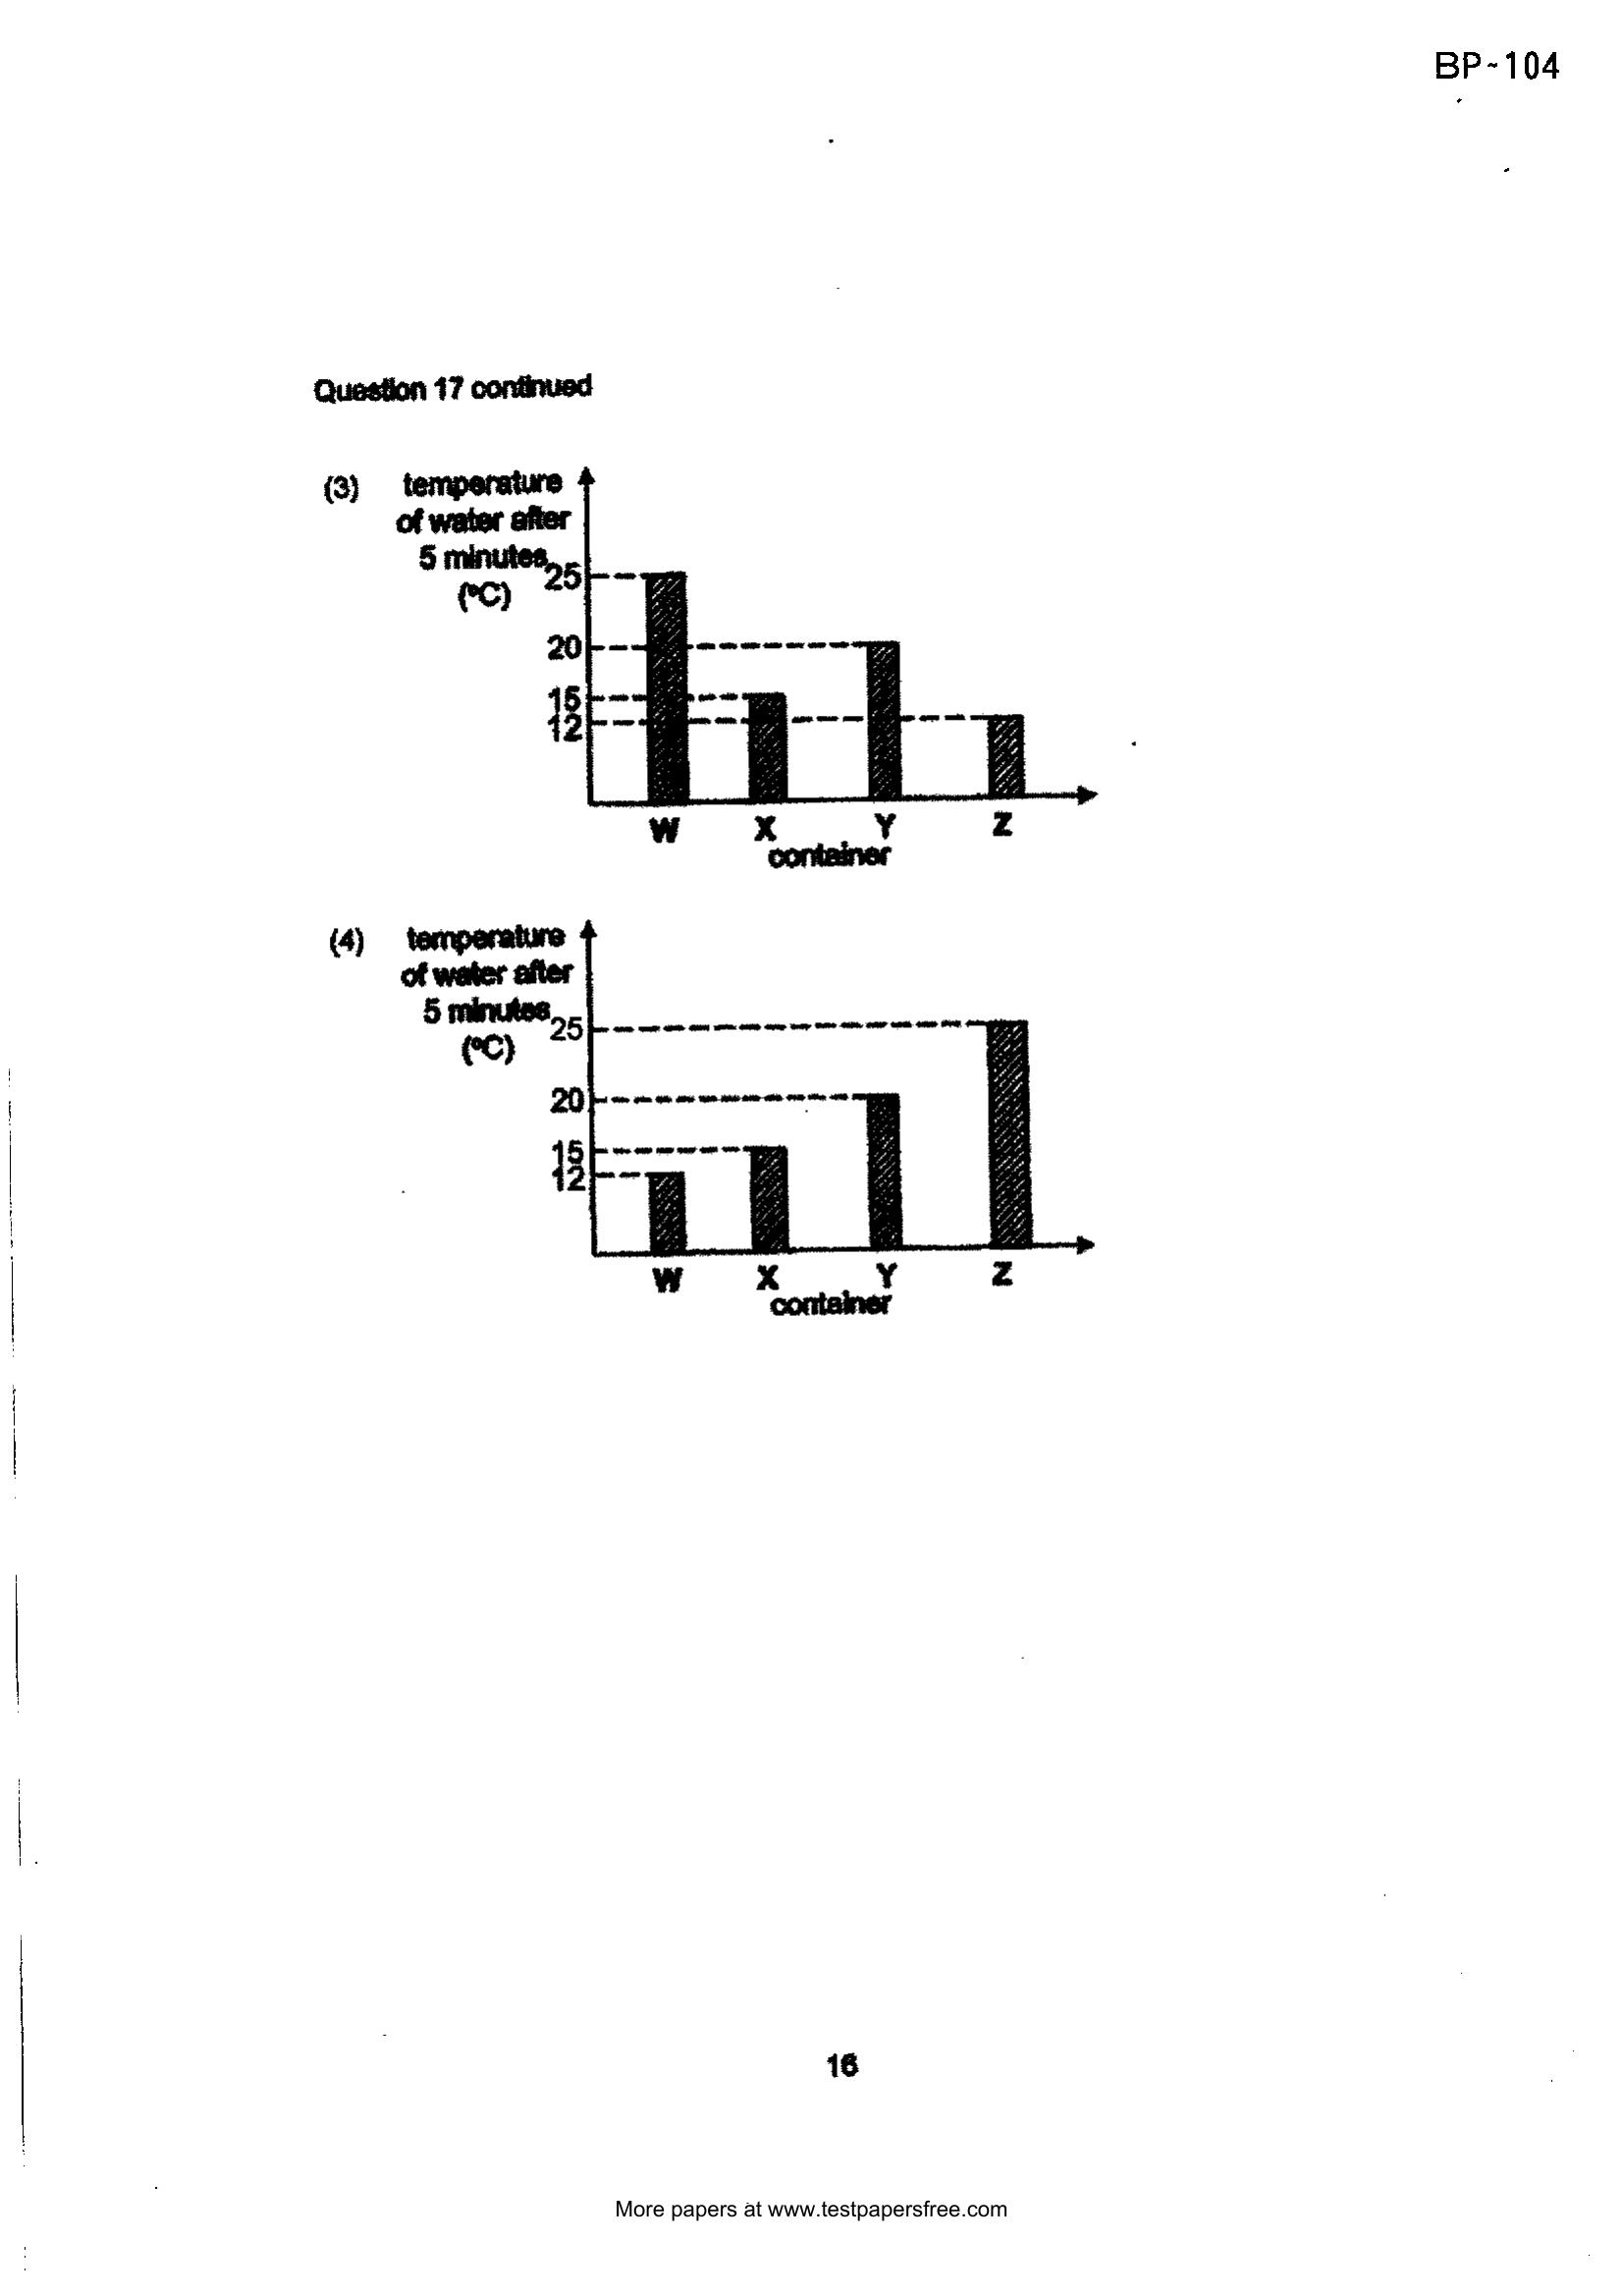 BP-104
Question 17 continued
(3) temperature
of water after
5 minutes
(°C)
25
20
15
12
W X Y Z
container
(4) temperature
of water after
5 minutes
(°C)
25
20
15
12
W X Y Z
container
16
More papers at www.testpapersfree.com